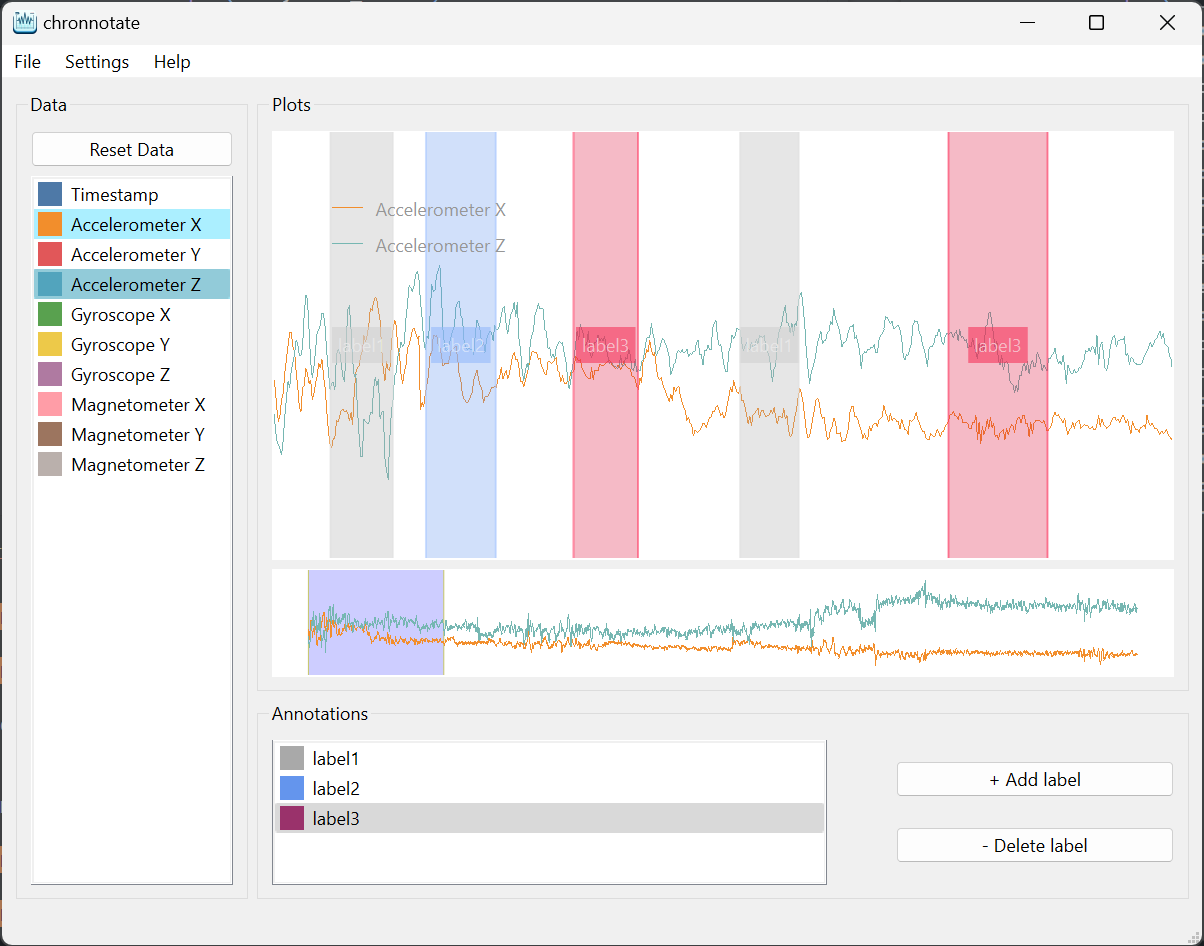 chronnotate
File Settings Help
Data
Reset Data
Timestamp
Accelerometer X
Accelerometer Y
Accelerometer Z
Gyroscope X
Gyroscope Y
Gyroscope Z
Magnetometer X
Magnetometer Y
Magnetometer Z
Plots
Accelerometer X
Accelerometer Z
label1 label2 label3 label1 label3
Annotations
label1
label2
label3
+ Add label
- Delete label